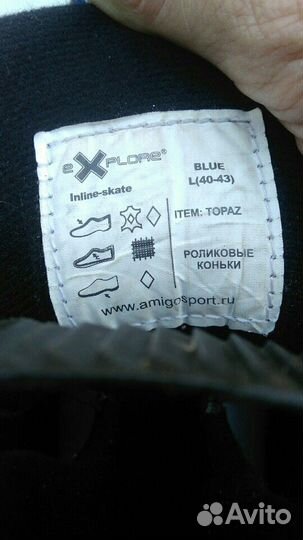 eXPLORE®
Inline-skate
BLUE
L(40-43)
ITEM: TOPAZ
РОЛИКОВЫЕ
КОНЬКИ
www.amigosport.ru
Avito